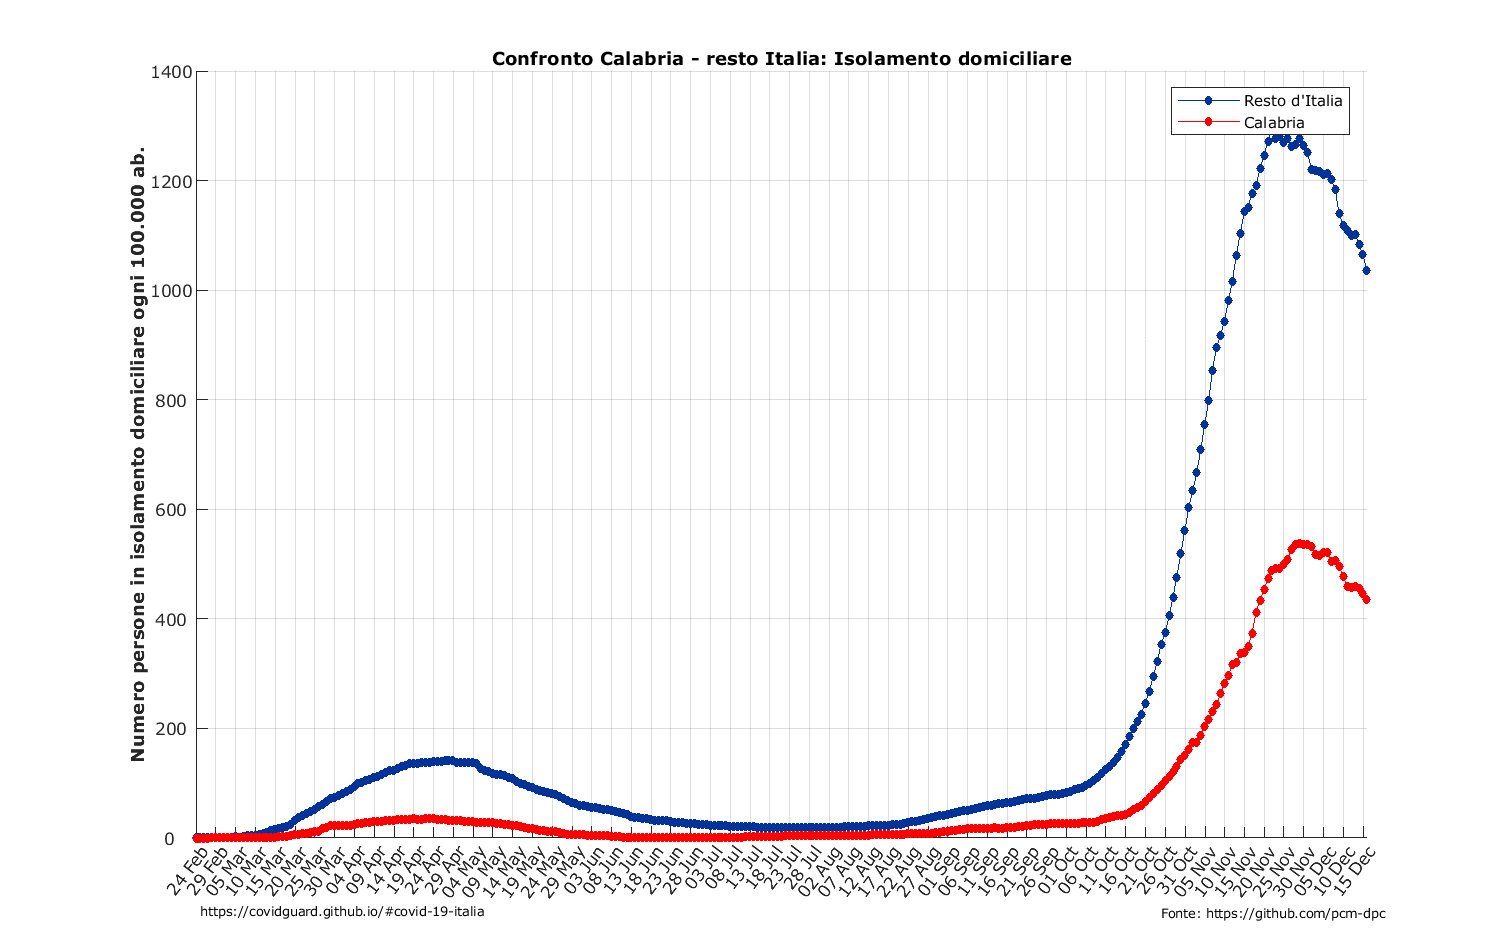 Confronto Calabria - resto Italia: Isolamento domiciliare
Numero persone in isolamento domiciliare ogni 100.000 ab.
1400
1200
1000
800
600
400
200
0
Resto d'Italia
Calabria
24 Feb
29 Feb
05 Mar
10 Mar
15 Mar
20 Mar
25 Mar
30 Mar
04 Apr
09 Apr
14 Apr
19 Apr
24 Apr
29 Apr
04 May
09 May
14 May
19 May
24 May
29 May
03 Jun
08 Jun
13 Jun
18 Jun
23 Jun
28 Jun
03 Jul
08 Jul
13 Jul
18 Jul
23 Jul
28 Jul
02 Aug
07 Aug
12 Aug
17 Aug
22 Aug
27 Aug
01 Sep
06 Sep
11 Sep
16 Sep
21 Sep
26 Sep
01 Oct
06 Oct
11 Oct
16 Oct
21 Oct
26 Oct
31 Oct
05 Nov
10 Nov
15 Nov
20 Nov
25 Nov
30 Nov
05 Dec
10 Dec
15 Dec
https://covidguard.github.io/#covid-19-italia
Fonte: https://github.com/pcm-dpc